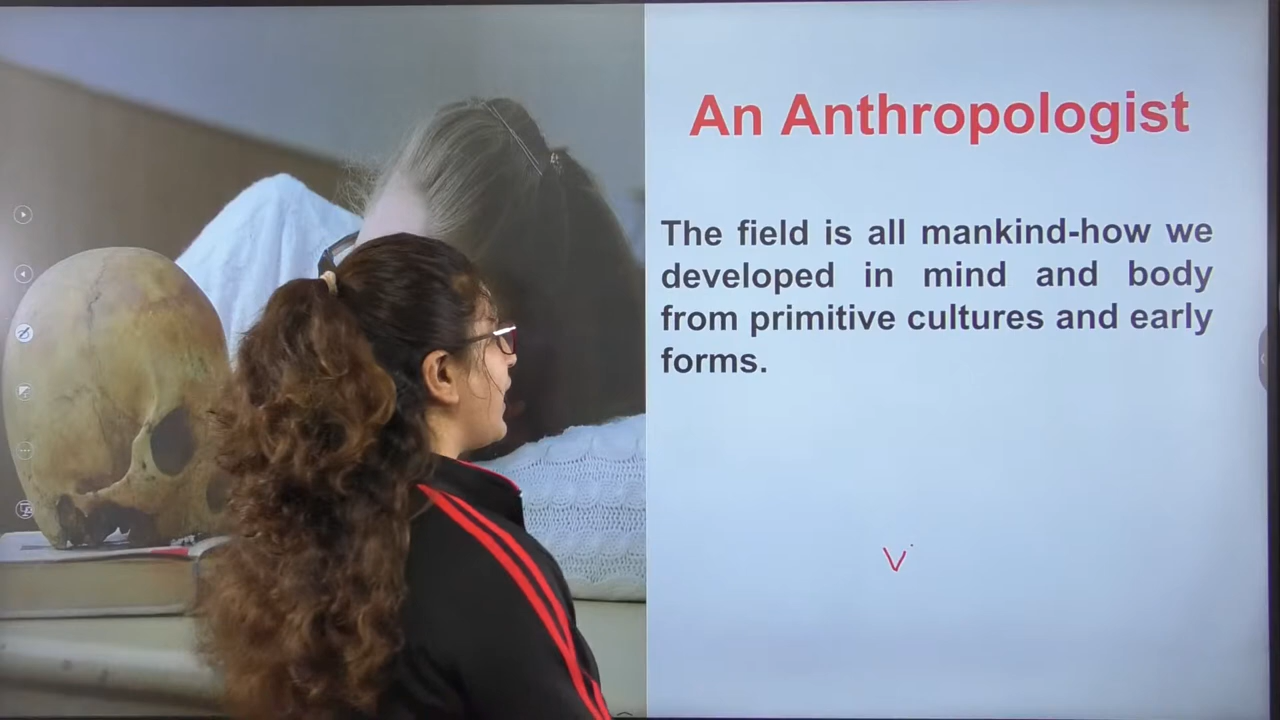 An Anthropologist
The field is all mankind-how we
developed in mind and body
from primitive cultures and early
forms.
V